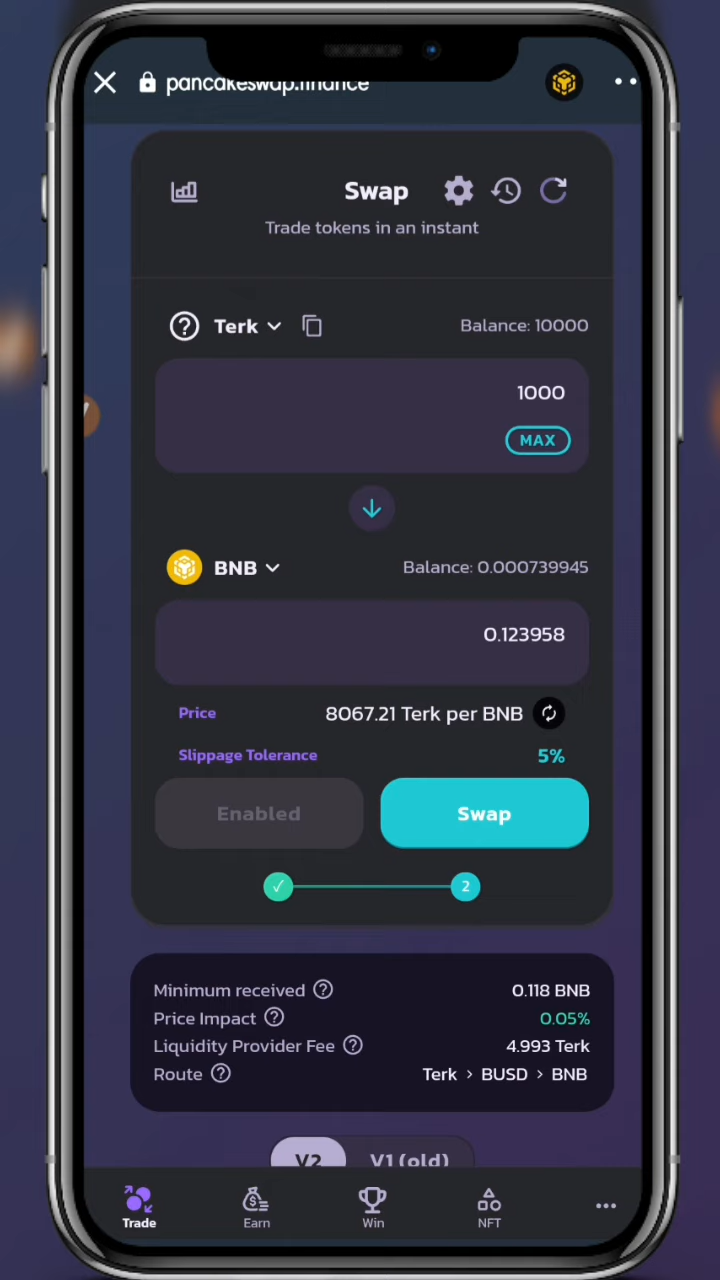 pancakeswap.finance
Swap
Trade tokens in an instant
Terk
Balance: 10000
1000
MAX
BNB
Balance: 0.000739945
0.123958
Price
8067.21 Terk per BNB
Slippage Tolerance
5%
Enabled
Swap
2
Minimum received
0.118 BNB
Price Impact
0.05%
Liquidity Provider Fee
4.993 Terk
Route
Terk > BUSD > BNB
V2
V1 (old)
Trade
Earn
Win
NFT